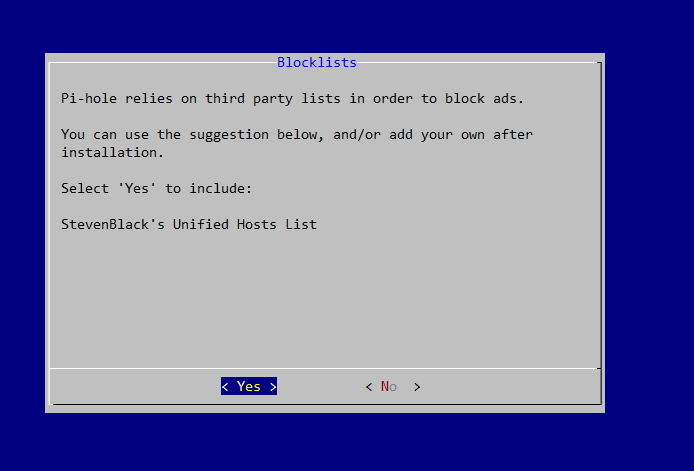 Blocklists
Pi-hole relies on third party lists in order to block ads.
You can use the suggestion below, and/or add your own after
installation.
Select 'Yes' to include:
StevenBlack's Unified Hosts List
< Yes > < No >